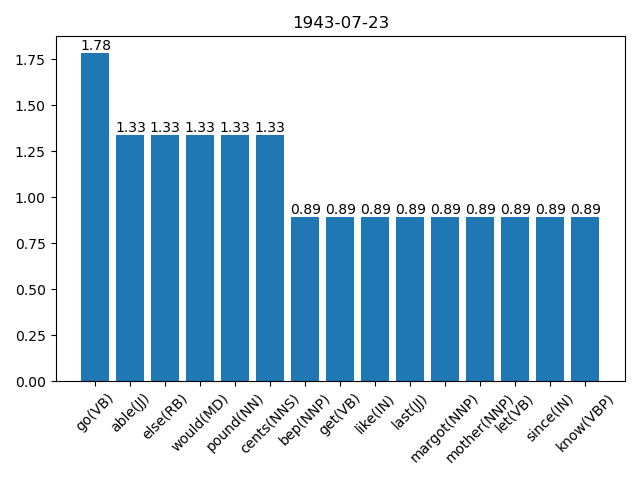 1943-07-23
1.78
1.33 1.33 1.33 1.33 1.33
0.89 0.89 0.89 0.89 0.89 0.89 0.89 0.89 0.89
1.75
1.50
1.25
1.00
0.75
0.50
0.25
0.00
go(VB)
able(JJ)
else(RB)
would(MD)
pound(NN)
cents(NNS)
bep(NNP)
get(VB)
like(IN)
last(JJ)
margot(NNP)
mother(NNP)
let(VB)
since(IN)
know(VBP)